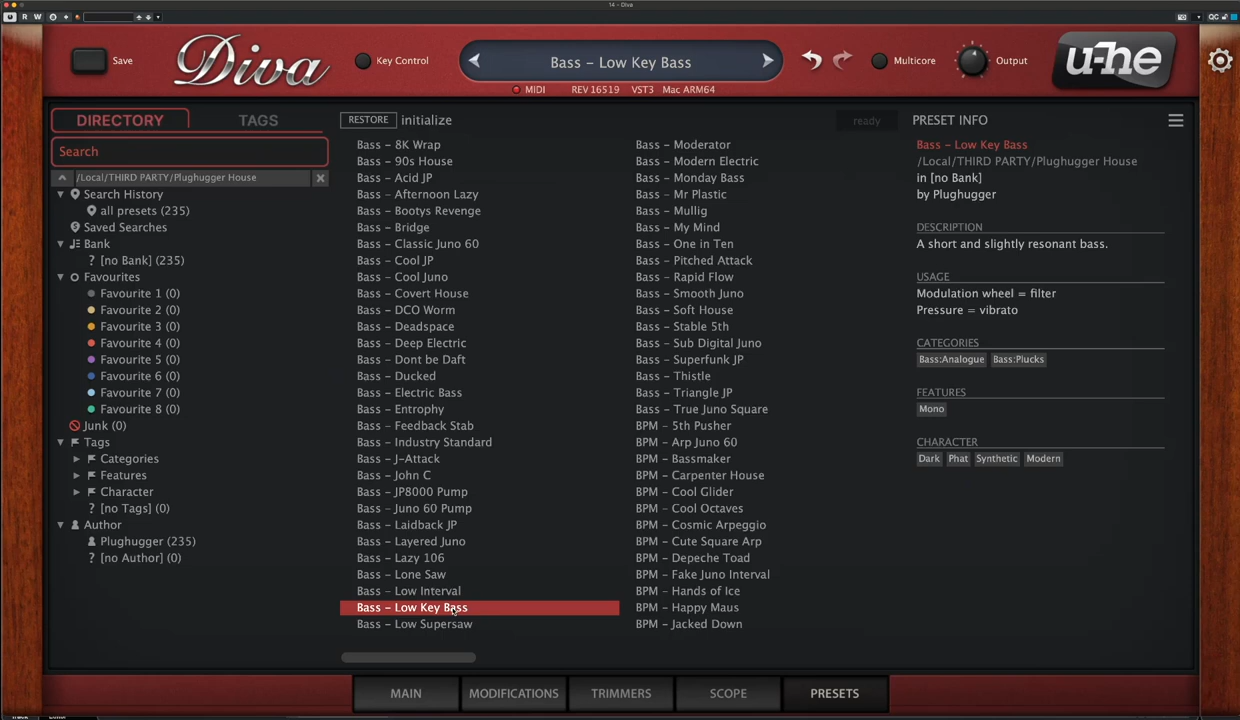 14 - Diva
R W
QC
Save
Diva
Key Control
Bass – Low Key Bass
Multicore
Output
u-he
MIDI REV 16519 VST3 Mac ARM64
DIRECTORY TAGS
Search
/Local/THIRD PARTY/Plughugger House
Search History
all presets (235)
Saved Searches
Bank
? [no Bank] (235)
Favourites
Favourite 1 (0)
Favourite 2 (0)
Favourite 3 (0)
Favourite 4 (0)
Favourite 5 (0)
Favourite 6 (0)
Favourite 7 (0)
Favourite 8 (0)
Junk (0)
Tags
Categories
Features
Character
? [no Tags] (0)
Author
Plughugger (235)
? [no Author] (0)
RESTORE initialize
ready
Bass – 8K Wrap
Bass – 90s House
Bass – Acid JP
Bass – Afternoon Lazy
Bass – Bootys Revenge
Bass – Bridge
Bass – Classic Juno 60
Bass – Cool JP
Bass – Cool Juno
Bass – Covert House
Bass – DCO Worm
Bass – Deadspace
Bass – Deep Electric
Bass – Dont be Daft
Bass – Ducked
Bass – Electric Bass
Bass – Entrophy
Bass – Feedback Stab
Bass – Industry Standard
Bass – J-Attack
Bass – John C
Bass – JP8000 Pump
Bass – Juno 60 Pump
Bass – Laidback JP
Bass – Layered Juno
Bass – Lazy 106
Bass – Lone Saw
Bass – Low Interval
Bass – Low Key Bass
Bass – Low Supersaw
Bass – Moderator
Bass – Modern Electric
Bass – Monday Bass
Bass – Mr Plastic
Bass – Mullig
Bass – My Mind
Bass – One in Ten
Bass – Pitched Attack
Bass – Rapid Flow
Bass – Smooth Juno
Bass – Soft House
Bass – Stable 5th
Bass – Sub Digital Juno
Bass – Superfunk JP
Bass – Thistle
Bass – Triangle JP
Bass – True Juno Square
BPM – 5th Pusher
BPM – Arp Juno 60
BPM – Bassmaker
BPM – Carpenter House
BPM – Cool Glider
BPM – Cool Octaves
BPM – Cosmic Arpeggio
BPM – Cute Square Arp
BPM – Depeche Toad
BPM – Fake Juno Interval
BPM – Hands of Ice
BPM – Happy Maus
BPM – Jacked Down
PRESET INFO
Bass – Low Key Bass
/Local/THIRD PARTY/Plughugger House
in [no Bank]
by Plughugger
DESCRIPTION
A short and slightly resonant bass.
USAGE
Modulation wheel = filter
Pressure = vibrato
CATEGORIES
Bass:Analogue Bass:Plucks
FEATURES
Mono
CHARACTER
Dark Phat Synthetic Modern
MAIN MODIFICATIONS TRIMMERS SCOPE PRESETS